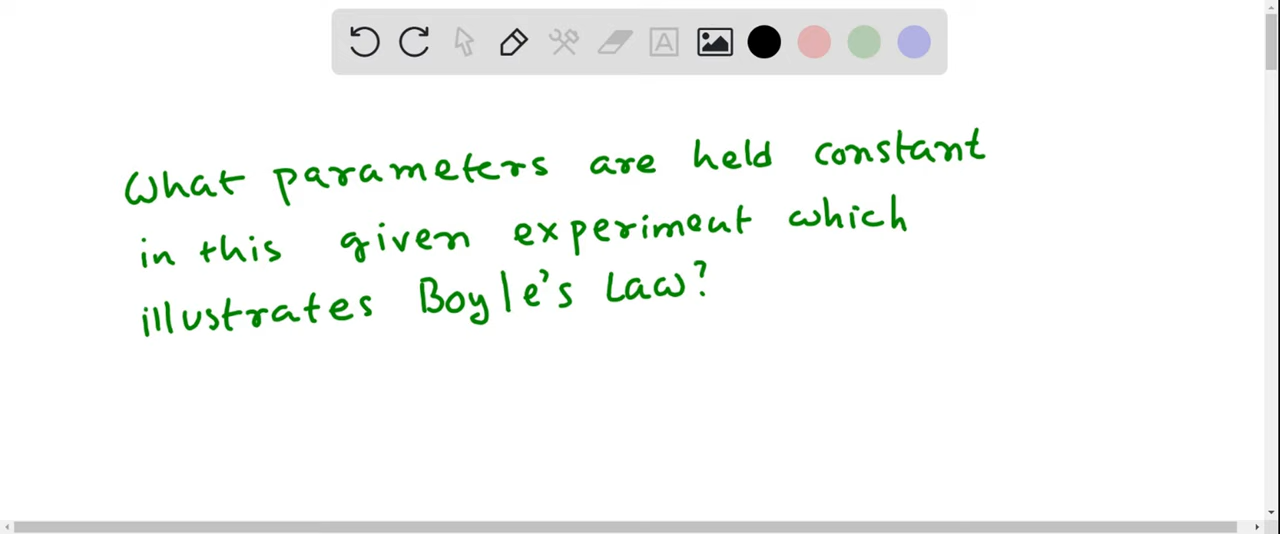 What parameters are held constant
in this given experiment which
illustrates Boyle's Law?